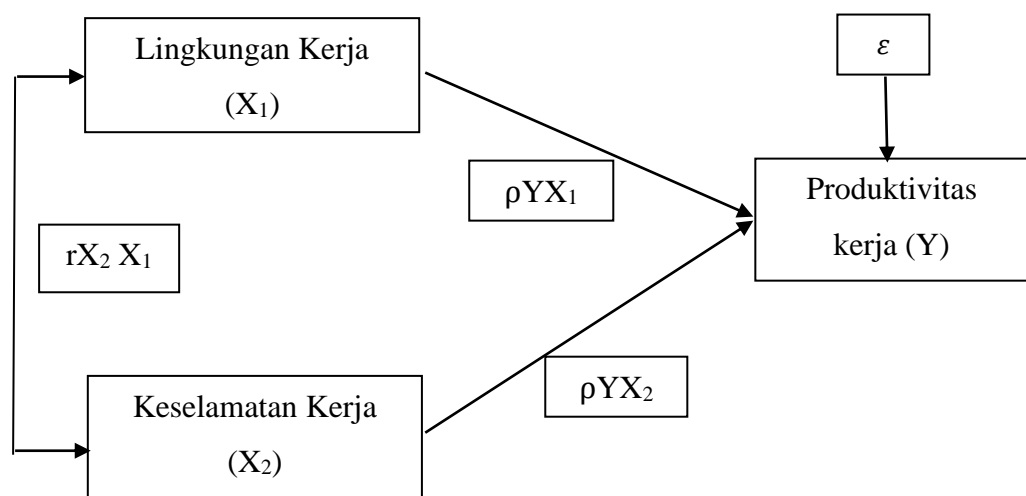 Lingkungan Kerja
(X₁)
ε
ρYX₁
Produktivitas
kerja (Y)
rX₂ X₁
ρYX₂
Keselamatan Kerja
(X₂)